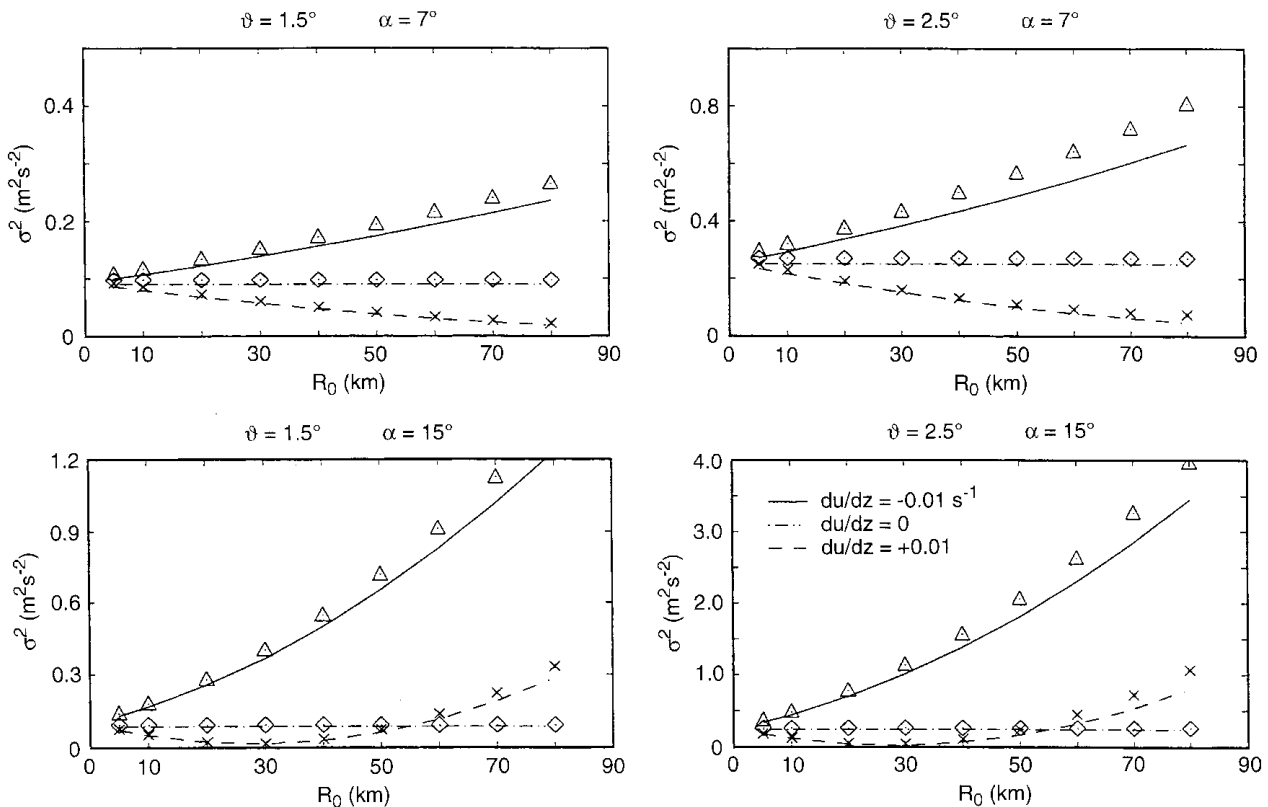 ϑ = 1.5° α = 7°
0.4
0.2
0
σ² (m²s⁻²)
0 10 30 50 70 90
R₀ (km)
ϑ = 2.5° α = 7°
0.8
0.4
0
σ² (m²s⁻²)
0 10 30 50 70 90
R₀ (km)
ϑ = 1.5° α = 15°
1.2
0.9
0.6
0.3
0
σ² (m²s⁻²)
0 10 30 50 70 90
R₀ (km)
ϑ = 2.5° α = 15°
4.0
3.0
2.0
1.0
0
σ² (m²s⁻²)
du/dz = -0.01 s⁻¹
du/dz = 0
du/dz = +0.01
0 10 30 50 70 90
R₀ (km)